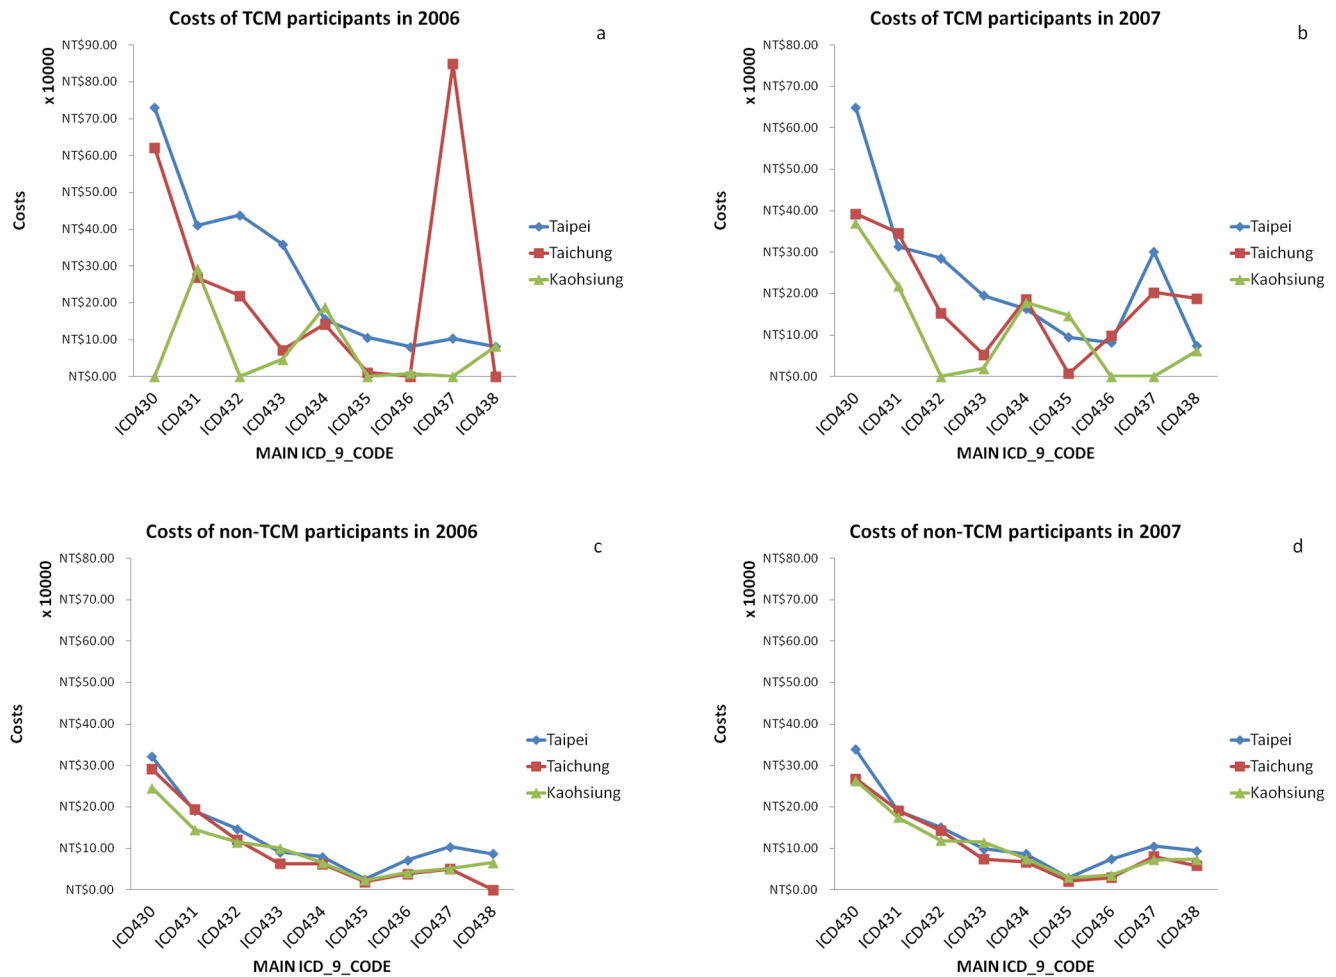 Costs of TCM participants in 2006
a
x 10000
Costs
NT$90.00
NT$80.00
NT$70.00
NT$60.00
NT$50.00
NT$40.00
NT$30.00
NT$20.00
NT$10.00
NT$0.00
Taipei
Taichung
Kaohsiung
ICD430
ICD431
ICD432
ICD433
ICD434
ICD435
ICD436
ICD437
ICD438
MAIN ICD_9_CODE
Costs of TCM participants in 2007
b
x 10000
Costs
NT$80.00
NT$70.00
NT$60.00
NT$50.00
NT$40.00
NT$30.00
NT$20.00
NT$10.00
NT$0.00
Taipei
Taichung
Kaohsiung
ICD430
ICD431
ICD432
ICD433
ICD434
ICD435
ICD436
ICD437
ICD438
MAIN ICD_9_CODE
Costs of non-TCM participants in 2006
c
x 10000
Costs
NT$80.00
NT$70.00
NT$60.00
NT$50.00
NT$40.00
NT$30.00
NT$20.00
NT$10.00
NT$0.00
Taipei
Taichung
Kaohsiung
ICD430
ICD431
ICD432
ICD433
ICD434
ICD435
ICD436
ICD437
ICD438
MAIN ICD_9_CODE
Costs of non-TCM participants in 2007
d
x 10000
Costs
NT$80.00
NT$70.00
NT$60.00
NT$50.00
NT$40.00
NT$30.00
NT$20.00
NT$10.00
NT$0.00
Taipei
Taichung
Kaohsiung
ICD430
ICD431
ICD432
ICD433
ICD434
ICD435
ICD436
ICD437
ICD438
MAIN ICD_9_CODE